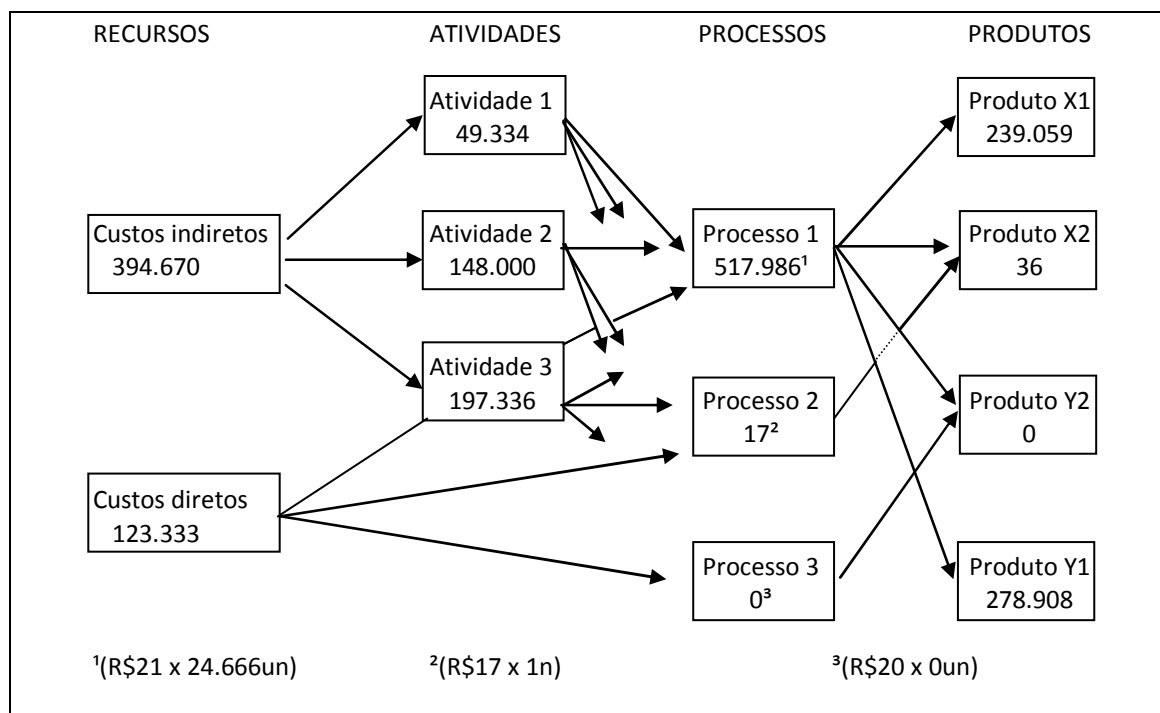 RECURSOS
ATIVIDADES
PROCESSOS
PRODUTOS
Atividade 1
49.334
Produto X1
239.059
Custos indiretos
394.670
Atividade 2
148.000
Processo 1
517.986¹
Produto X2
36
Atividade 3
197.336
Processo 2
17²
Produto Y2
0
Custos diretos
123.333
Processo 3
0³
Produto Y1
278.908
¹(R$21 x 24.666un)
²(R$17 x 1n)
³(R$20 x 0un)